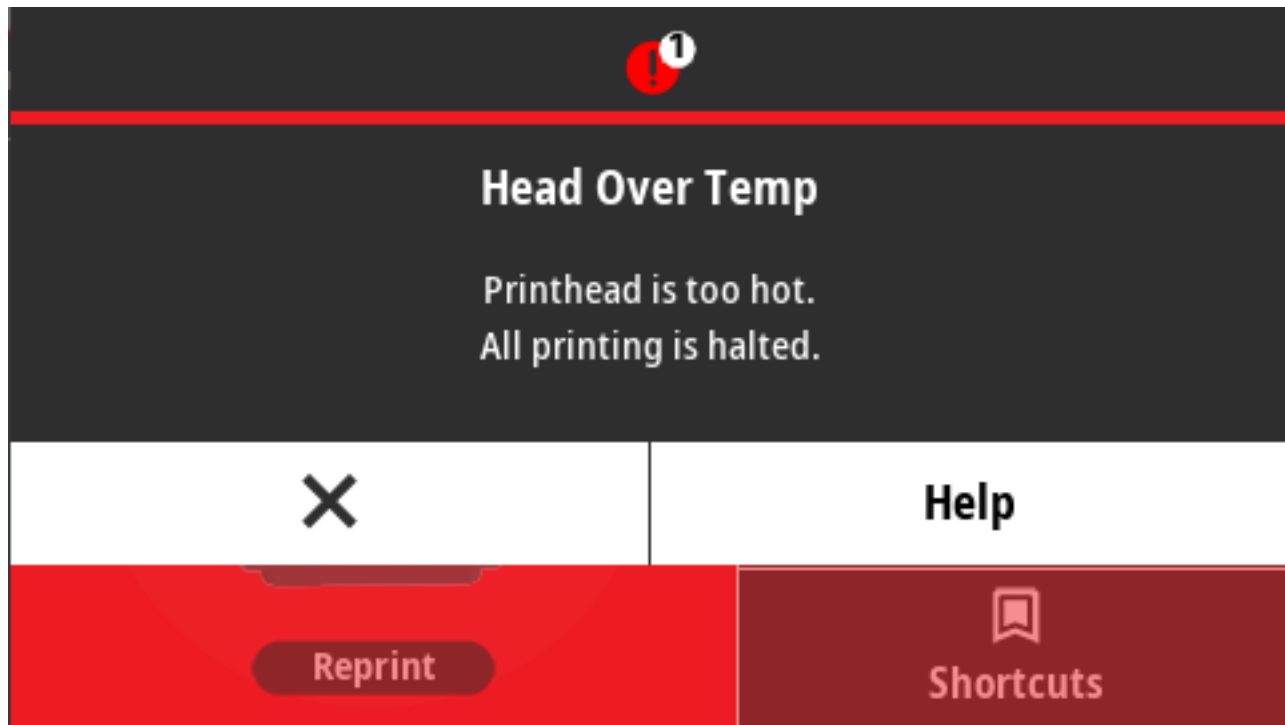 1
Head Over Temp
Printhead is too hot.
All printing is halted.
Help
Reprint
Shortcuts